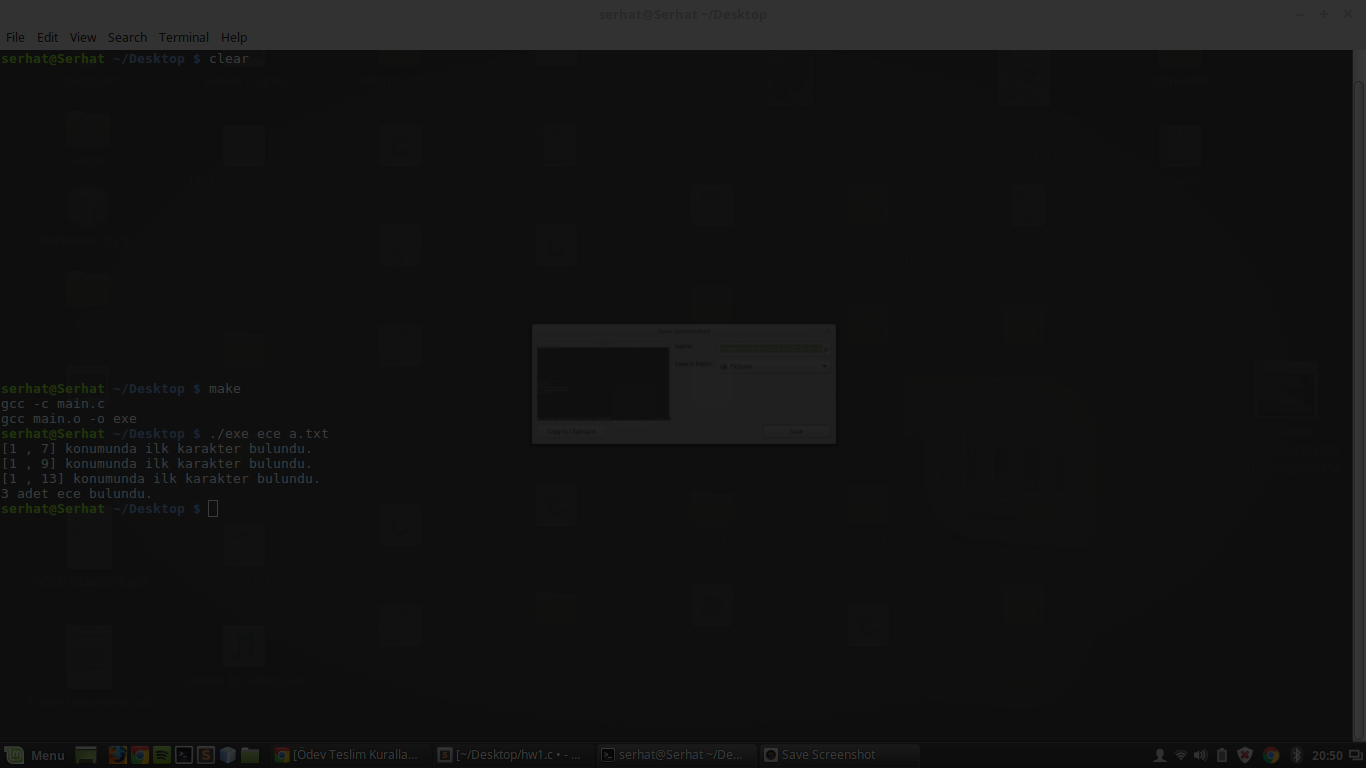 serhat@Serhat ~/Desktop
File Edit View Search Terminal Help
serhat@Serhat ~/Desktop $ clear
serhat@Serhat ~/Desktop $ make
gcc -c main.c
gcc main.o -o exe
serhat@Serhat ~/Desktop $ ./exe ece a.txt
[1 , 7] konumunda ilk karakter bulundu.
[1 , 9] konumunda ilk karakter bulundu.
[1 , 13] konumunda ilk karakter bulundu.
3 adet ece bulundu.
serhat@Serhat ~/Desktop $
Menu [Ödev Teslim Kuralla... [~/Desktop/hw1.c • - ... serhat@Serhat ~/De... Save Screenshot 20:50